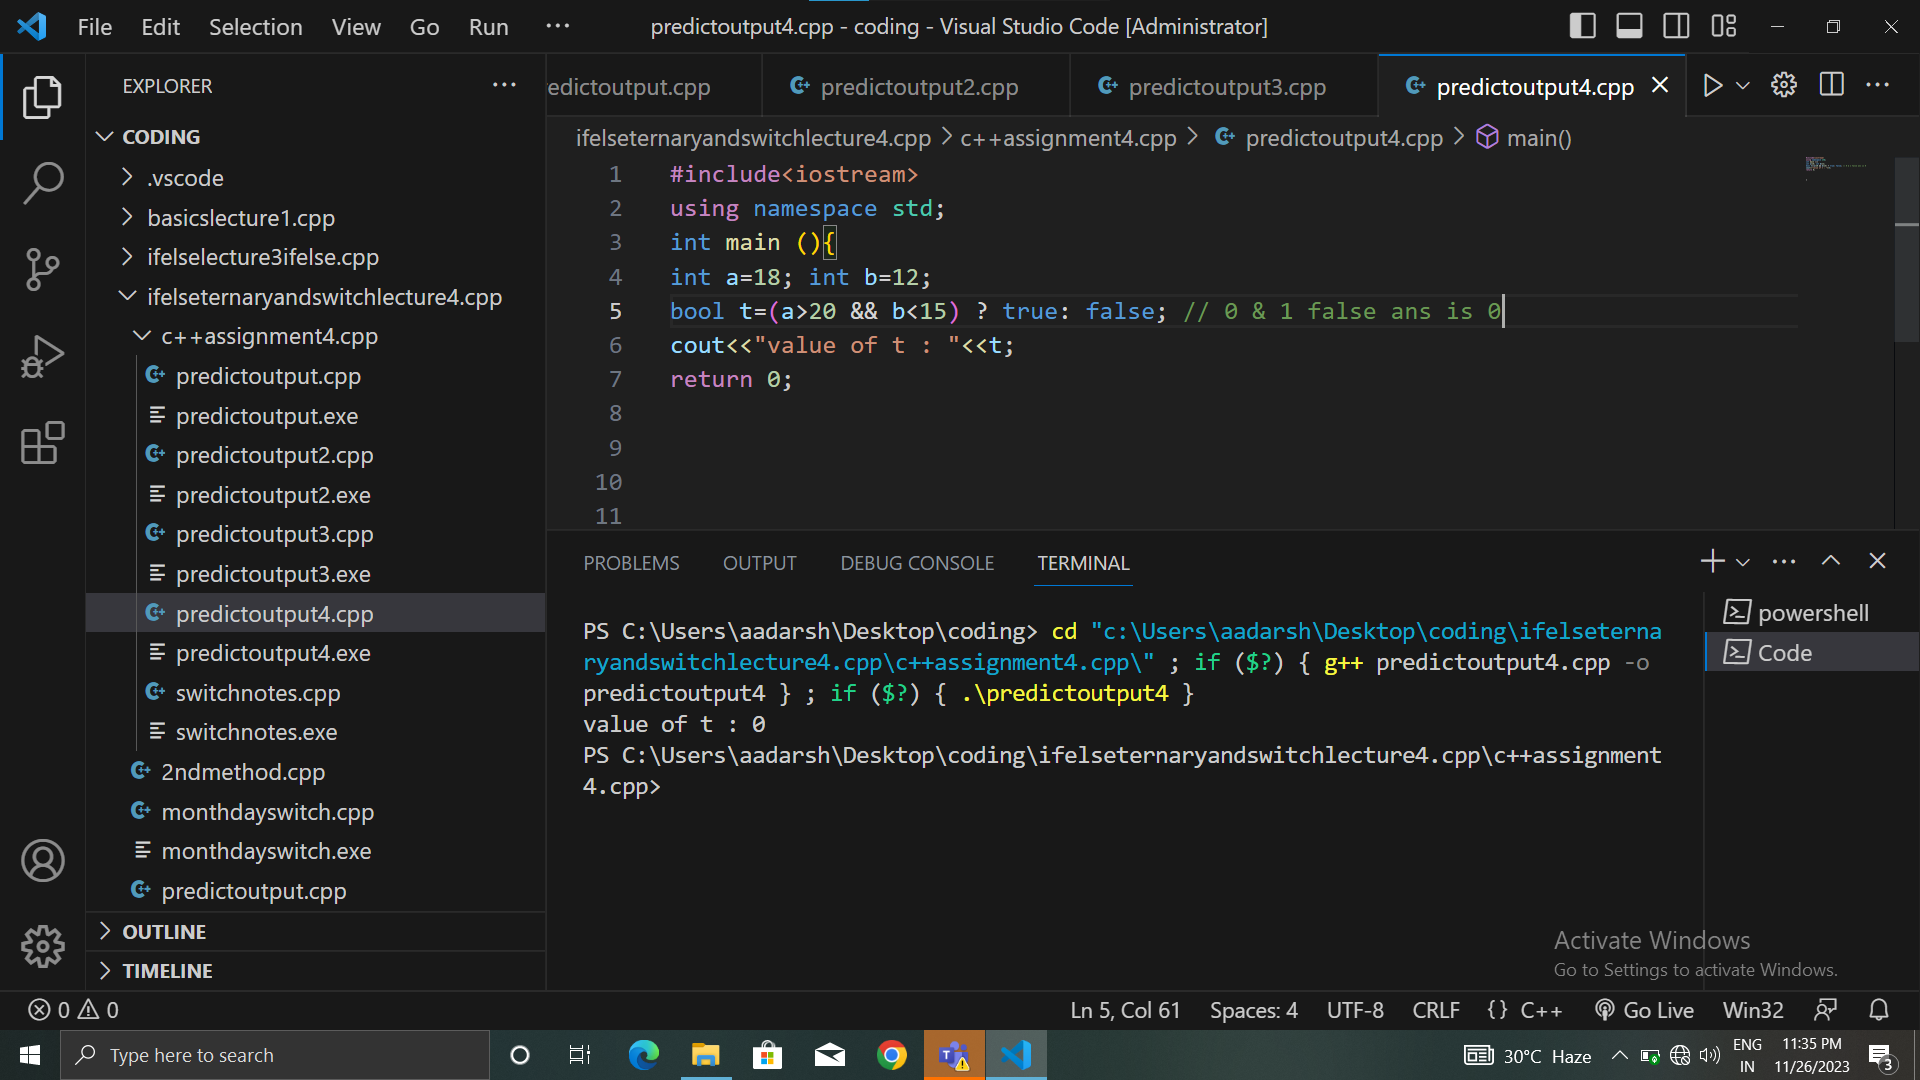 File Edit Selection View Go Run ··· predictoutput4.cpp - coding - Visual Studio Code [Administrator]
EXPLORER ···
CODING
.vscode
basicslecture1.cpp
ifelselecture3ifelse.cpp
ifelseternaryandswitchlecture4.cpp
c++assignment4.cpp
predictoutput.cpp
predictoutput.exe
predictoutput2.cpp
predictoutput2.exe
predictoutput3.cpp
predictoutput3.exe
predictoutput4.cpp
predictoutput4.exe
switchnotes.cpp
switchnotes.exe
2ndmethod.cpp
monthdayswitch.cpp
monthdayswitch.exe
predictoutput.cpp
OUTLINE
TIMELINE
edictoutput.cpp predictoutput2.cpp predictoutput3.cpp predictoutput4.cpp
ifelseternaryandswitchlecture4.cpp > c++assignment4.cpp > predictoutput4.cpp > main()
1 #include<iostream>
2 using namespace std;
3 int main (){
4 int a=18; int b=12;
5 bool t=(a>20 && b<15) ? true: false; // 0 & 1 false ans is 0
6 cout<<"value of t : "<<t;
7 return 0;
8
9
10
11
PROBLEMS OUTPUT DEBUG CONSOLE TERMINAL
PS C:\Users\aadarsh\Desktop\coding> cd "c:\Users\aadarsh\Desktop\coding\ifelseterna
ryandswitchlecture4.cpp\c++assignment4.cpp\" ; if ($?) { g++ predictoutput4.cpp -o
predictoutput4 } ; if ($?) { .\predictoutput4 }
value of t : 0
PS C:\Users\aadarsh\Desktop\coding\ifelseternaryandswitchlecture4.cpp\c++assignment
4.cpp>
powershell
Code
Activate Windows
Go to Settings to activate Windows.
0 0 Ln 5, Col 61 Spaces: 4 UTF-8 CRLF {} C++ Go Live Win32
Type here to search
30°C Haze
ENG
IN
11:35 PM
11/26/2023
3